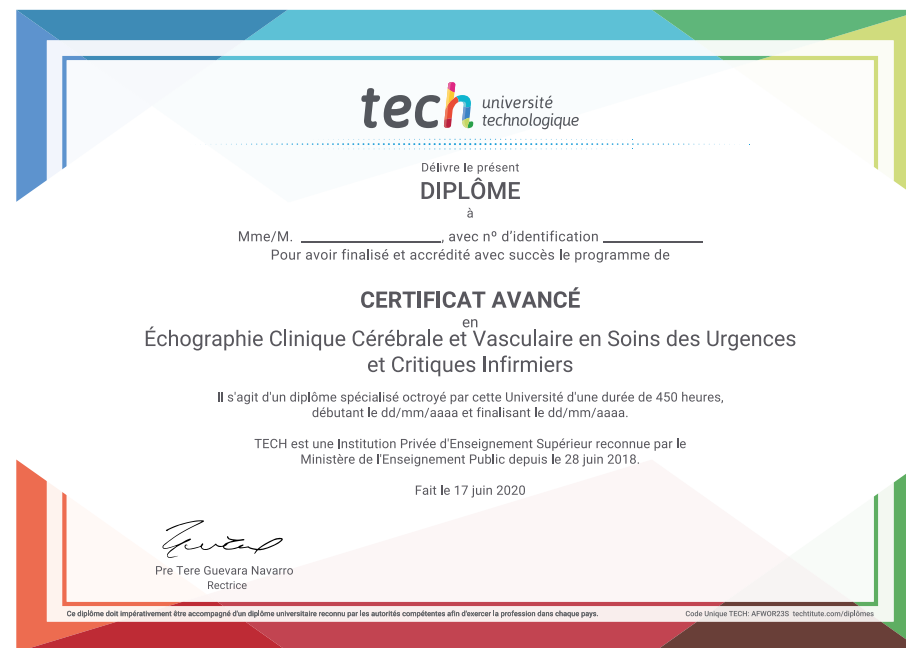 tech université
technologique
Délivre le présent
DIPLÔME
à
Mme/M. ____________________, avec nº d'identification ______________
Pour avoir finalisé et accrédité avec succès le programme de
CERTIFICAT AVANCÉ
en
Échographie Clinique Cérébrale et Vasculaire en Soins des Urgences
et Critiques Infirmiers
Il s'agit d'un diplôme spécialisé octroyé par cette Université d'une durée de 450 heures,
débutant le dd/mm/aaaa et finalisant le dd/mm/aaaa.
TECH est une Institution Privée d'Enseignement Supérieur reconnue par le
Ministère de l'Enseignement Public depuis le 28 juin 2018.
Fait le 17 juin 2020
Pre Tere Guevara Navarro
Rectrice
Ce diplôme doit impérativement être accompagné d'un diplôme universitaire reconnu par les autorités compétentes afin d'exercer la profession dans chaque pays.
Code Unique TECH: AFWOR23S techtitute.com/diplômes